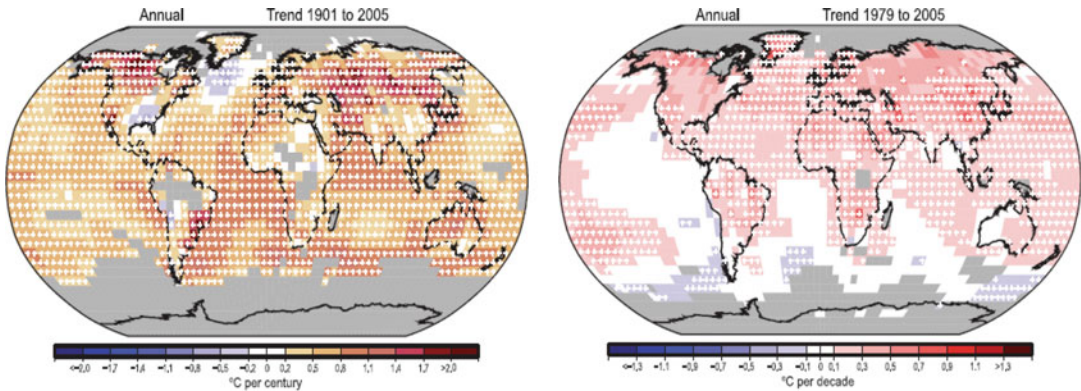 Annual Trend 1901 to 2005
Annual Trend 1979 to 2005
<=-2,0 -1,7 -1,4 -1,1 -0,8 -0,5 -0,2 0 0,2 0,5 0,8 1,1 1,4 1,7 >2,0
<=-1,3 -1,1 -0,9 -0,7 -0,5 -0,3 -0,1 0 0,1 0,3 0,5 0,7 0,9 1,1 >1,3
°C per century
°C per decade